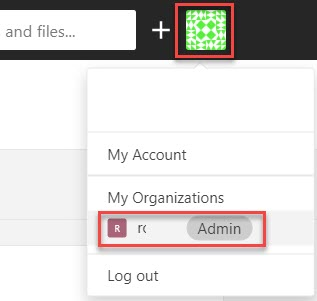 and files...
My Account
My Organizations
R Admin
Log out